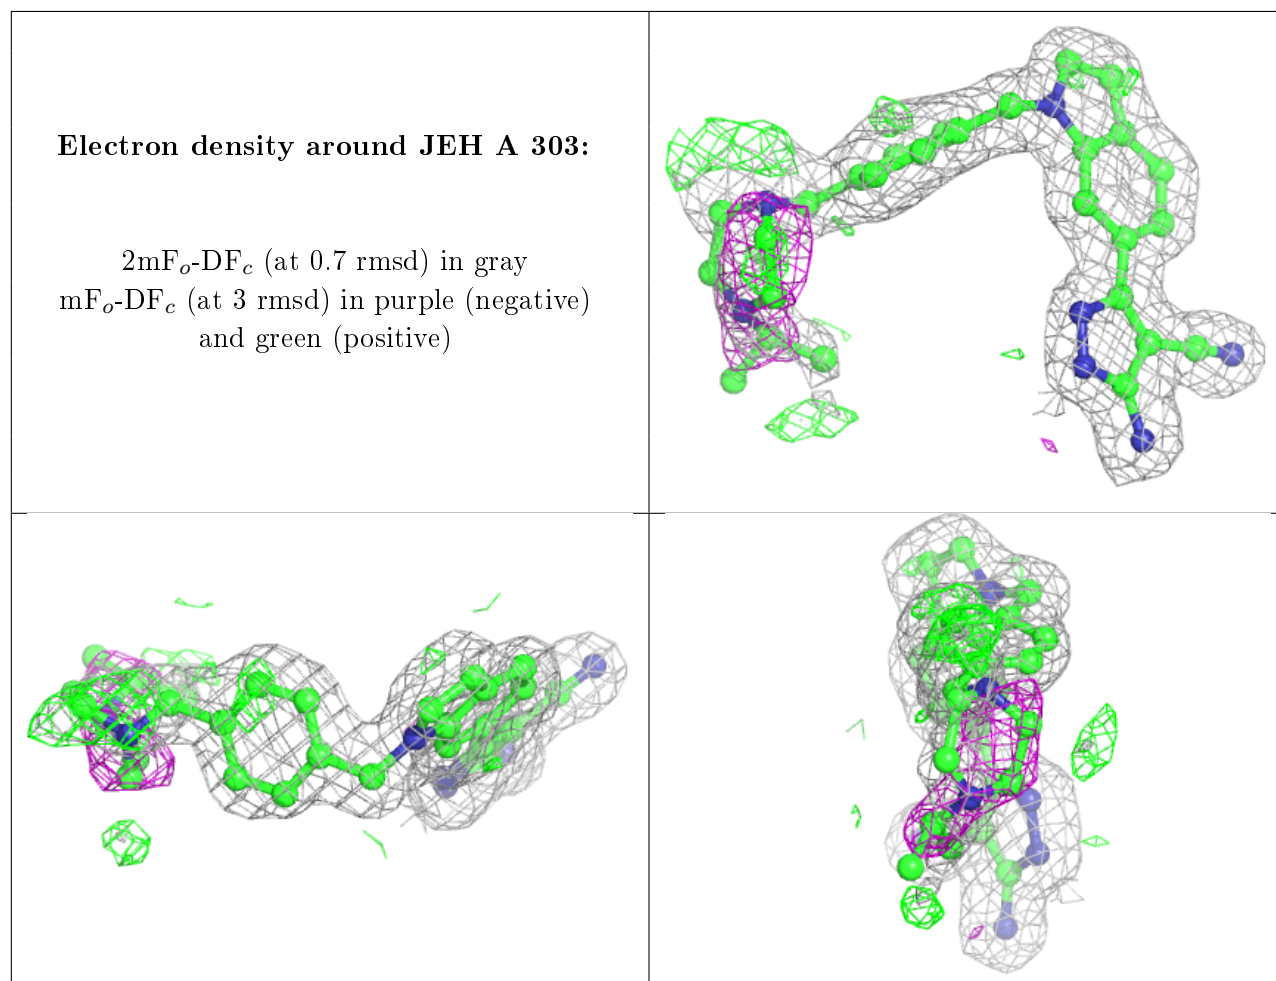 Electron density around JEH A 303:
2mFo-DFc (at 0.7 rmsd) in gray
mFo-DFc (at 3 rmsd) in purple (negative)
and green (positive)